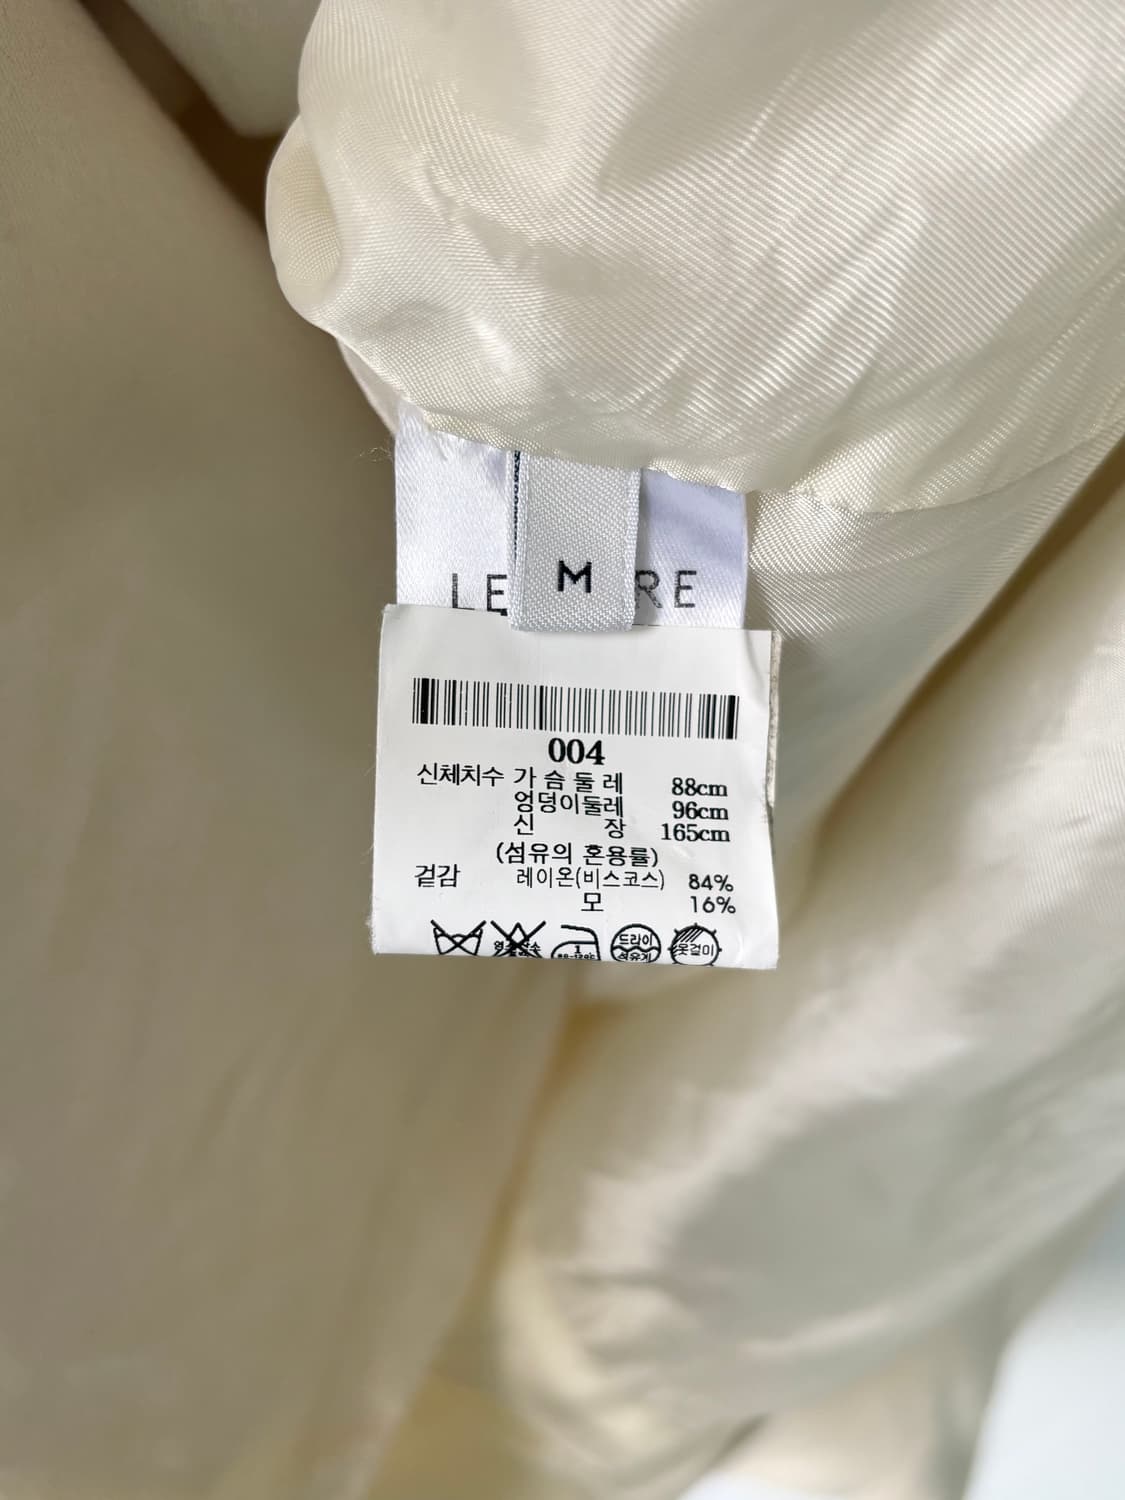 M
LE RE
004
신체치수 가 슴 둘 레 88cm
엉덩이둘레 96cm
신 장 165cm
(섬유의 혼용률)
겉감 레이온(비스코스) 84%
모 16%
드라이 옷걸이